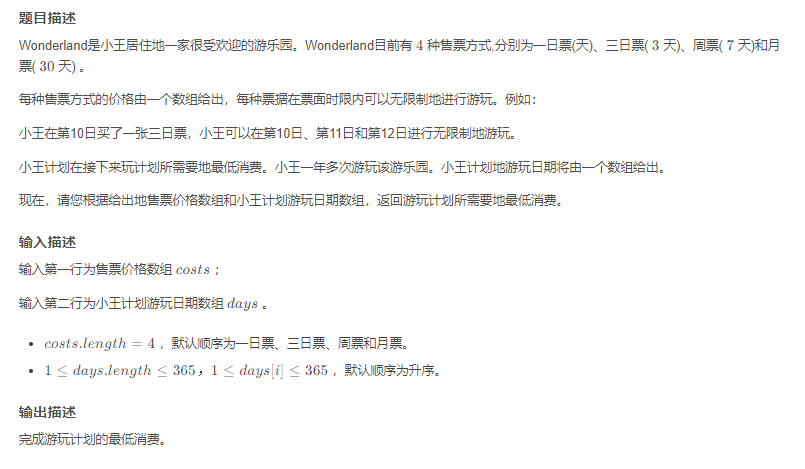 题目描述
Wonderland是小王居住地一家很受欢迎的游乐园。Wonderland目前有 4 种售票方式,分别为一日票(天)、三日票( 3 天)、周票( 7 天)和月
票( 30 天) 。
每种售票方式的价格由一个数组给出，每种票据在票面时限内可以无限制地进行游玩。例如：
小王在第10日买了一张三日票，小王可以在第10日、第11日和第12日进行无限制地游玩。
小王计划在接下来玩计划所需要地最低消费。小王一年多次游玩该游乐园。小王计划地游玩日期将由一个数组给出。
现在，请您根据给出地售票价格数组和小王计划游玩日期数组，返回游玩计划所需要地最低消费。
输入描述
输入第一行为售票价格数组 costs ；
输入第二行为小王计划游玩日期数组 days 。
• costs.length = 4 ，默认顺序为一日票、三日票、周票和月票。
• 1 ≤ days.length ≤ 365，1 ≤ days[i] ≤ 365 ，默认顺序为升序。
输出描述
完成游玩计划的最低消费。